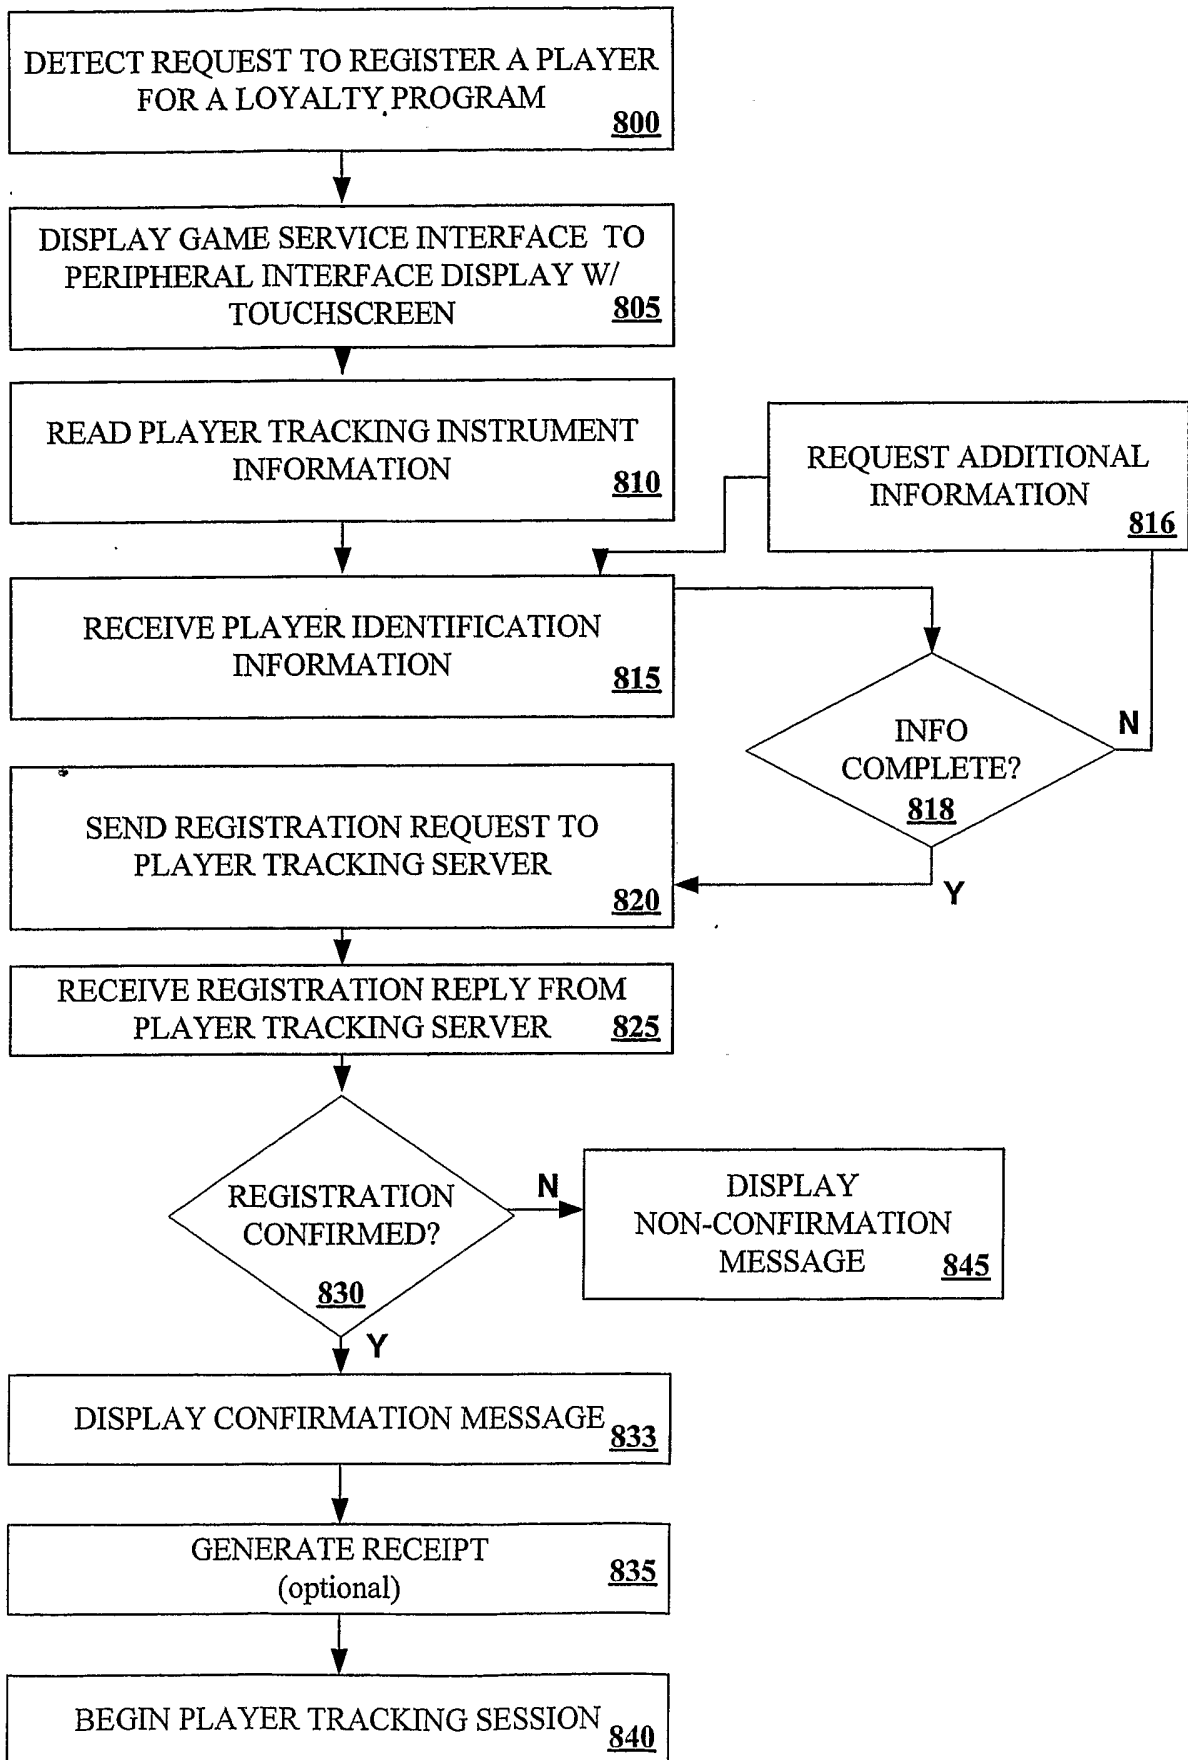 DETECT REQUEST TO REGISTER A PLAYER
FOR A LOYALTY PROGRAM
800
DISPLAY GAME SERVICE INTERFACE TO
PERIPHERAL INTERFACE DISPLAY W/
TOUCHSCREEN
805
READ PLAYER TRACKING INSTRUMENT
INFORMATION
810
REQUEST ADDITIONAL
INFORMATION
816
RECEIVE PLAYER IDENTIFICATION
INFORMATION
815
INFO
COMPLETE?
818
N
Y
SEND REGISTRATION REQUEST TO
PLAYER TRACKING SERVER
820
RECEIVE REGISTRATION REPLY FROM
PLAYER TRACKING SERVER
825
REGISTRATION
CONFIRMED?
830
N
Y
DISPLAY
NON-CONFIRMATION
MESSAGE
845
DISPLAY CONFIRMATION MESSAGE
833
GENERATE RECEIPT
(optional)
835
BEGIN PLAYER TRACKING SESSION
840